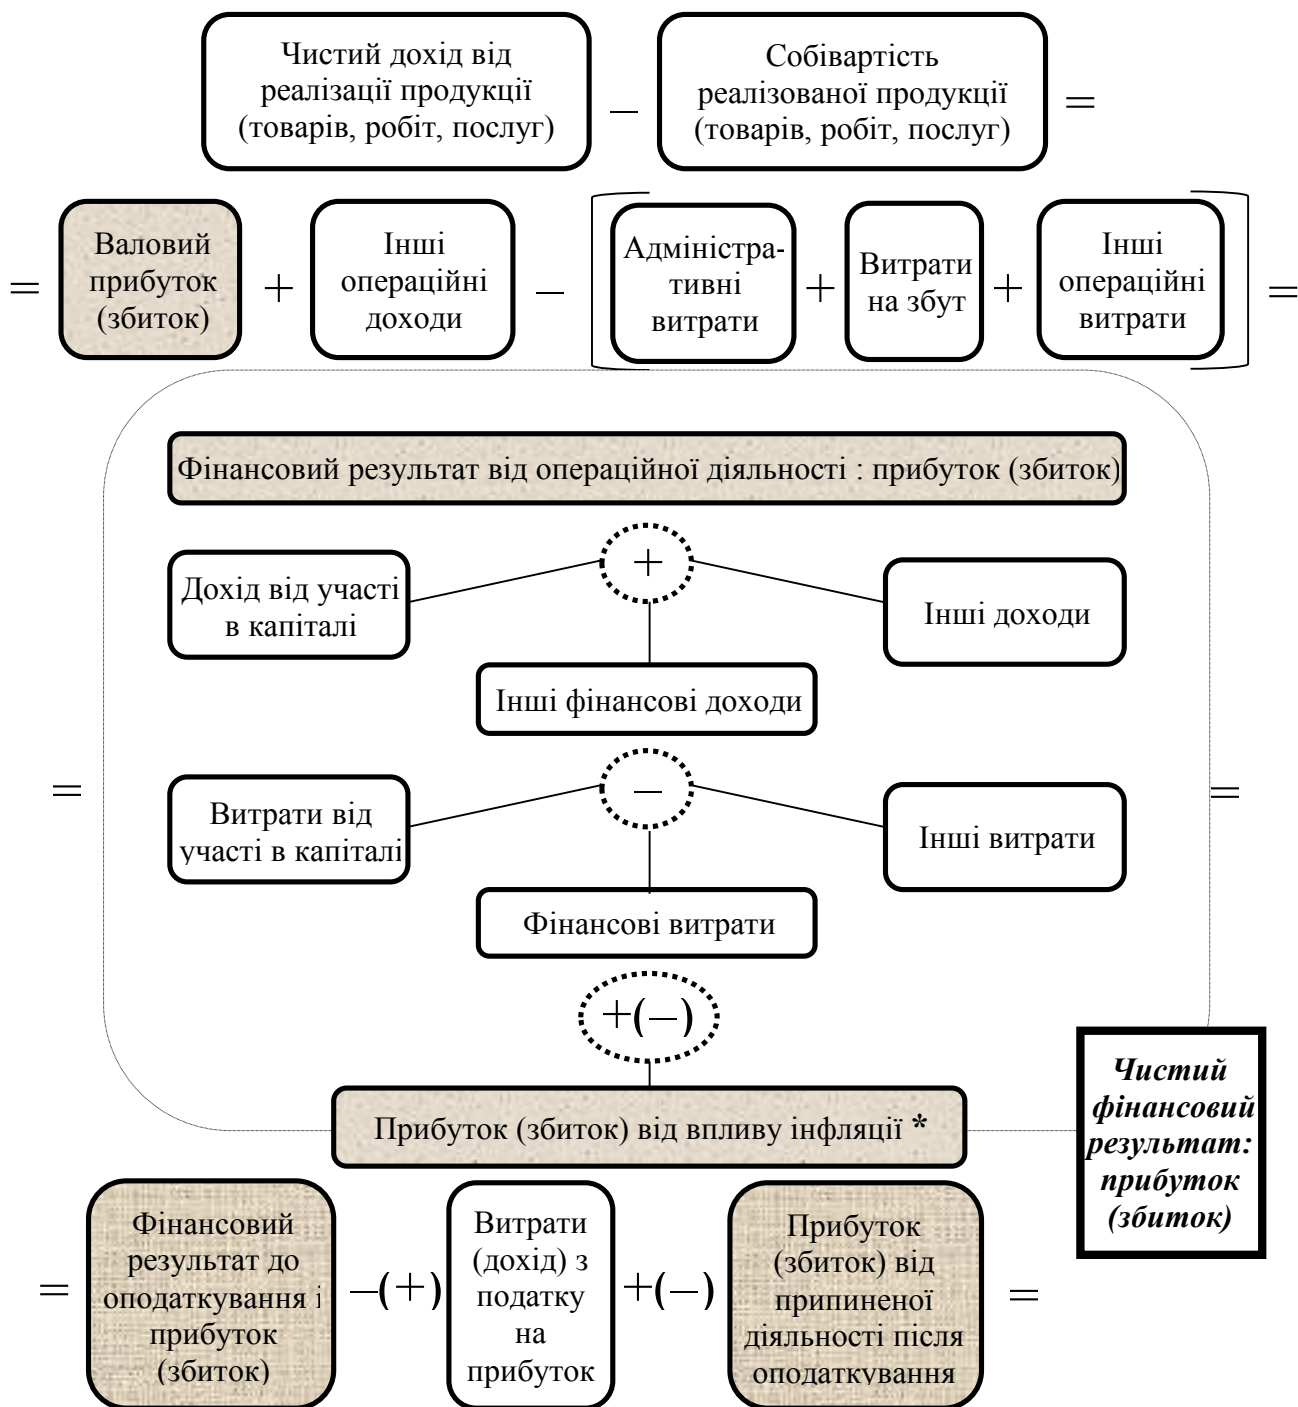 Чистий дохід від
реалізації продукції
(товарів, робіт, послуг)
–
Собівартість
реалізованої продукції
(товарів, робіт, послуг)
=
=
Валовий
прибуток
(збиток)
+
Інші
операційні
доходи
–
Адміністра-
тивні
витрати
+
Витрати
на збут
+
Інші
операційні
витрати
=
Фінансовий результат від операційної діяльності : прибуток (збиток)
+
Дохід від участі
в капіталі
Інші доходи
Інші фінансові доходи
=
–
=
Витрати від
участі в капіталі
Інші витрати
Фінансові витрати
+(–)
Прибуток (збиток) від впливу інфляції *
Чистий
фінансовий
результат:
прибуток
(збиток)
=
Фінансовий
результат до
оподаткування і
прибуток
(збиток)
–(+)
Витрати
(дохід) з
податку
на
прибуток
+(–)
Прибуток
(збиток) від
припиненої
діяльності після
оподаткування
=